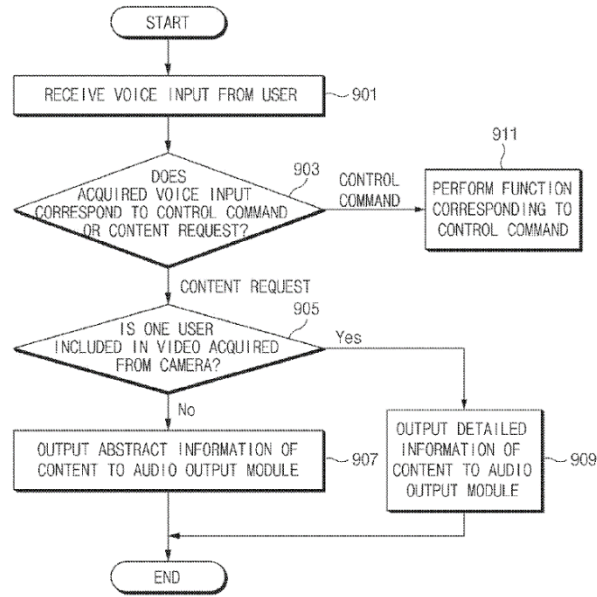 START
RECEIVE VOICE INPUT FROM USER
901
DOES
ACQUIRED VOICE INPUT
CORRESPOND TO CONTROL COMMAND
OR CONTENT REQUEST?
903
CONTROL
COMMAND
911
PERFORM FUNCTION
CORRESPONDING TO
CONTROL COMMAND
CONTENT REQUEST
IS ONE USER
INCLUDED IN VIDEO ACQUIRED
FROM CAMERA?
905
Yes
No
OUTPUT ABSTRACT INFORMATION OF
CONTENT TO AUDIO OUTPUT MODULE
907
OUTPUT DETAILED
INFORMATION OF
CONTENT TO AUDIO
OUTPUT MODULE
909
END